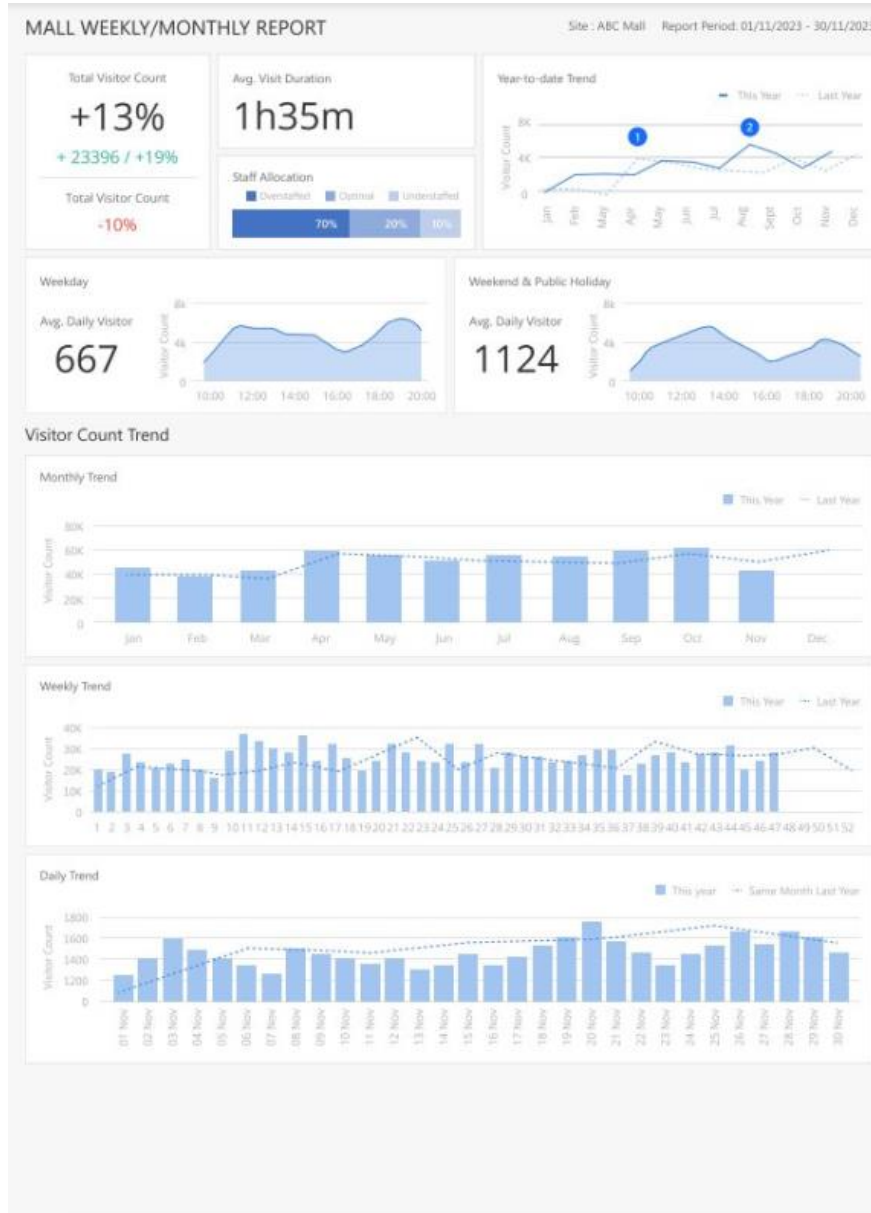 MALL WEEKLY/MONTHLY REPORT
Site : ABC Mall Report Period: 01/11/2023 - 30/11/2023
Total Visitor Count
+13%
+ 23396 / +19%
Total Visitor Count
-10%
Avg. Visit Duration
1h35m
Staff Allocation
Overstaffed Optimal Understaffed
70% 20% 10%
Year-to-date Trend
This Year Last Year
Visitor Count
8K
4K
0
1
2
Jan Feb May Apr May Jun Jul Aug Sept Oct Nov Dec
Weekday
Avg. Daily Visitor
667
Visitor Count
8k
4k
0
10:00 12:00 14:00 16:00 18:00 20:00
Weekend & Public Holiday
Avg. Daily Visitor
1124
Visitor Count
8k
4k
0
10:00 12:00 14:00 16:00 18:00 20:00
Visitor Count Trend
Monthly Trend
This Year Last Year
Visitor Count
80K
60K
40K
20K
0
Jan Feb Mar Apr May Jun Jul Aug Sep Oct Nov Dec
Weekly Trend
This Year Last Year
Visitor Count
40K
30K
20K
10K
0
1 2 3 4 5 6 7 8 9 10 11 12 13 14 15 16 17 18 19 20 21 22 23 24 25 26 27 28 29 30 31 32 33 34 35 36 37 38 39 40 41 42 43 44 45 46 47 48 49 50 51 52
Daily Trend
This year Same Month Last Year
Visitor Count
1800
1600
1400
1200
0
01 Nov 02 Nov 03 Nov 04 Nov 05 Nov 06 Nov 07 Nov 08 Nov 09 Nov 10 Nov 11 Nov 12 Nov 13 Nov 14 Nov 15 Nov 16 Nov 17 Nov 18 Nov 19 Nov 20 Nov 21 Nov 22 Nov 23 Nov 24 Nov 25 Nov 26 Nov 27 Nov 28 Nov 29 Nov 30 Nov